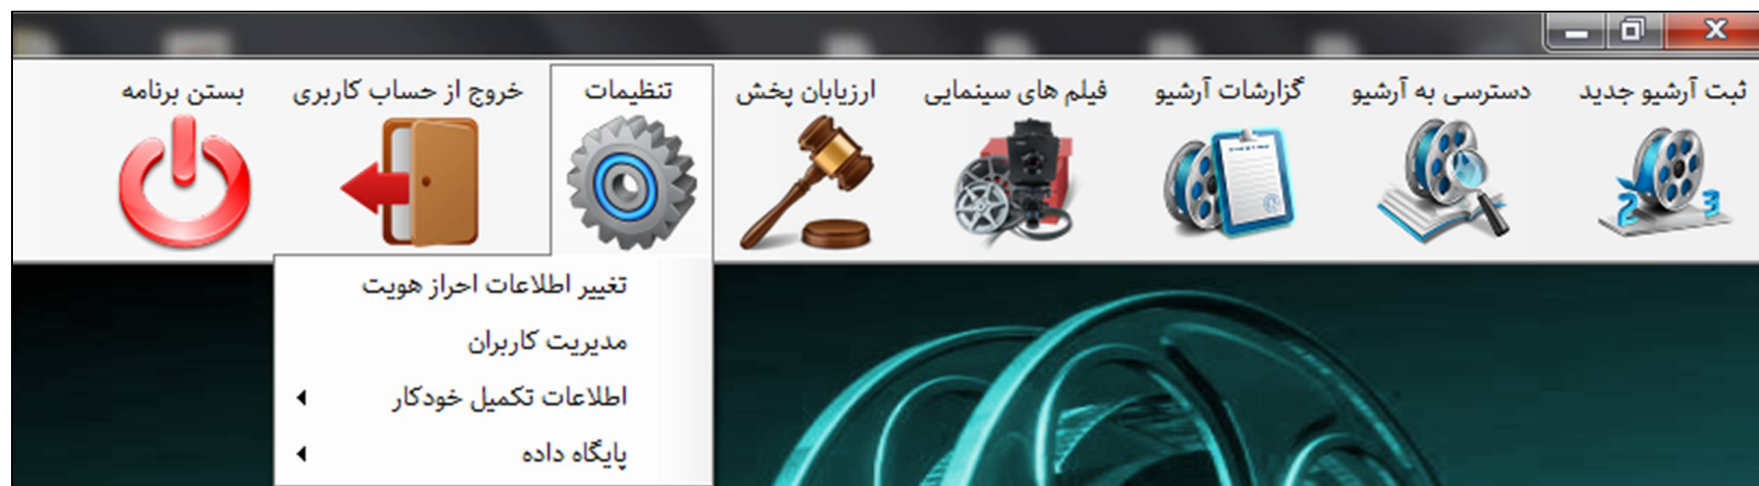 ثبت آرشیو جدید
دسترسی به آرشیو
گزارشات آرشیو
فیلم های سینمایی
ارزیابان پخش
تنظیمات
خروج از حساب کاربری
بستن برنامه
تغییر اطلاعات احراز هویت
مدیریت کاربران
اطلاعات تکمیل خودکار
پایگاه داده